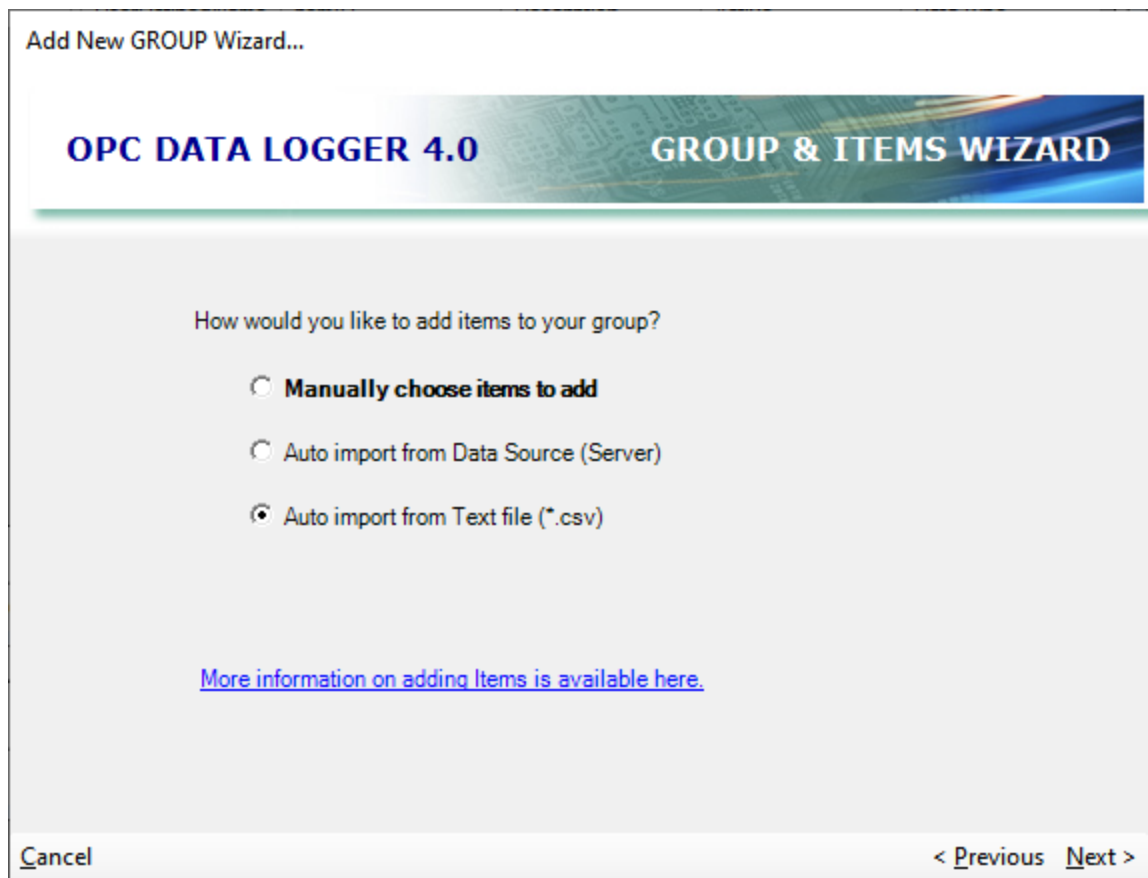 Add New GROUP Wizard...
OPC DATA LOGGER 4.0 GROUP & ITEMS WIZARD
How would you like to add items to your group?
Manually choose items to add
Auto import from Data Source (Server)
Auto import from Text file (*.csv)
More information on adding Items is available here.
Cancel < Previous Next >